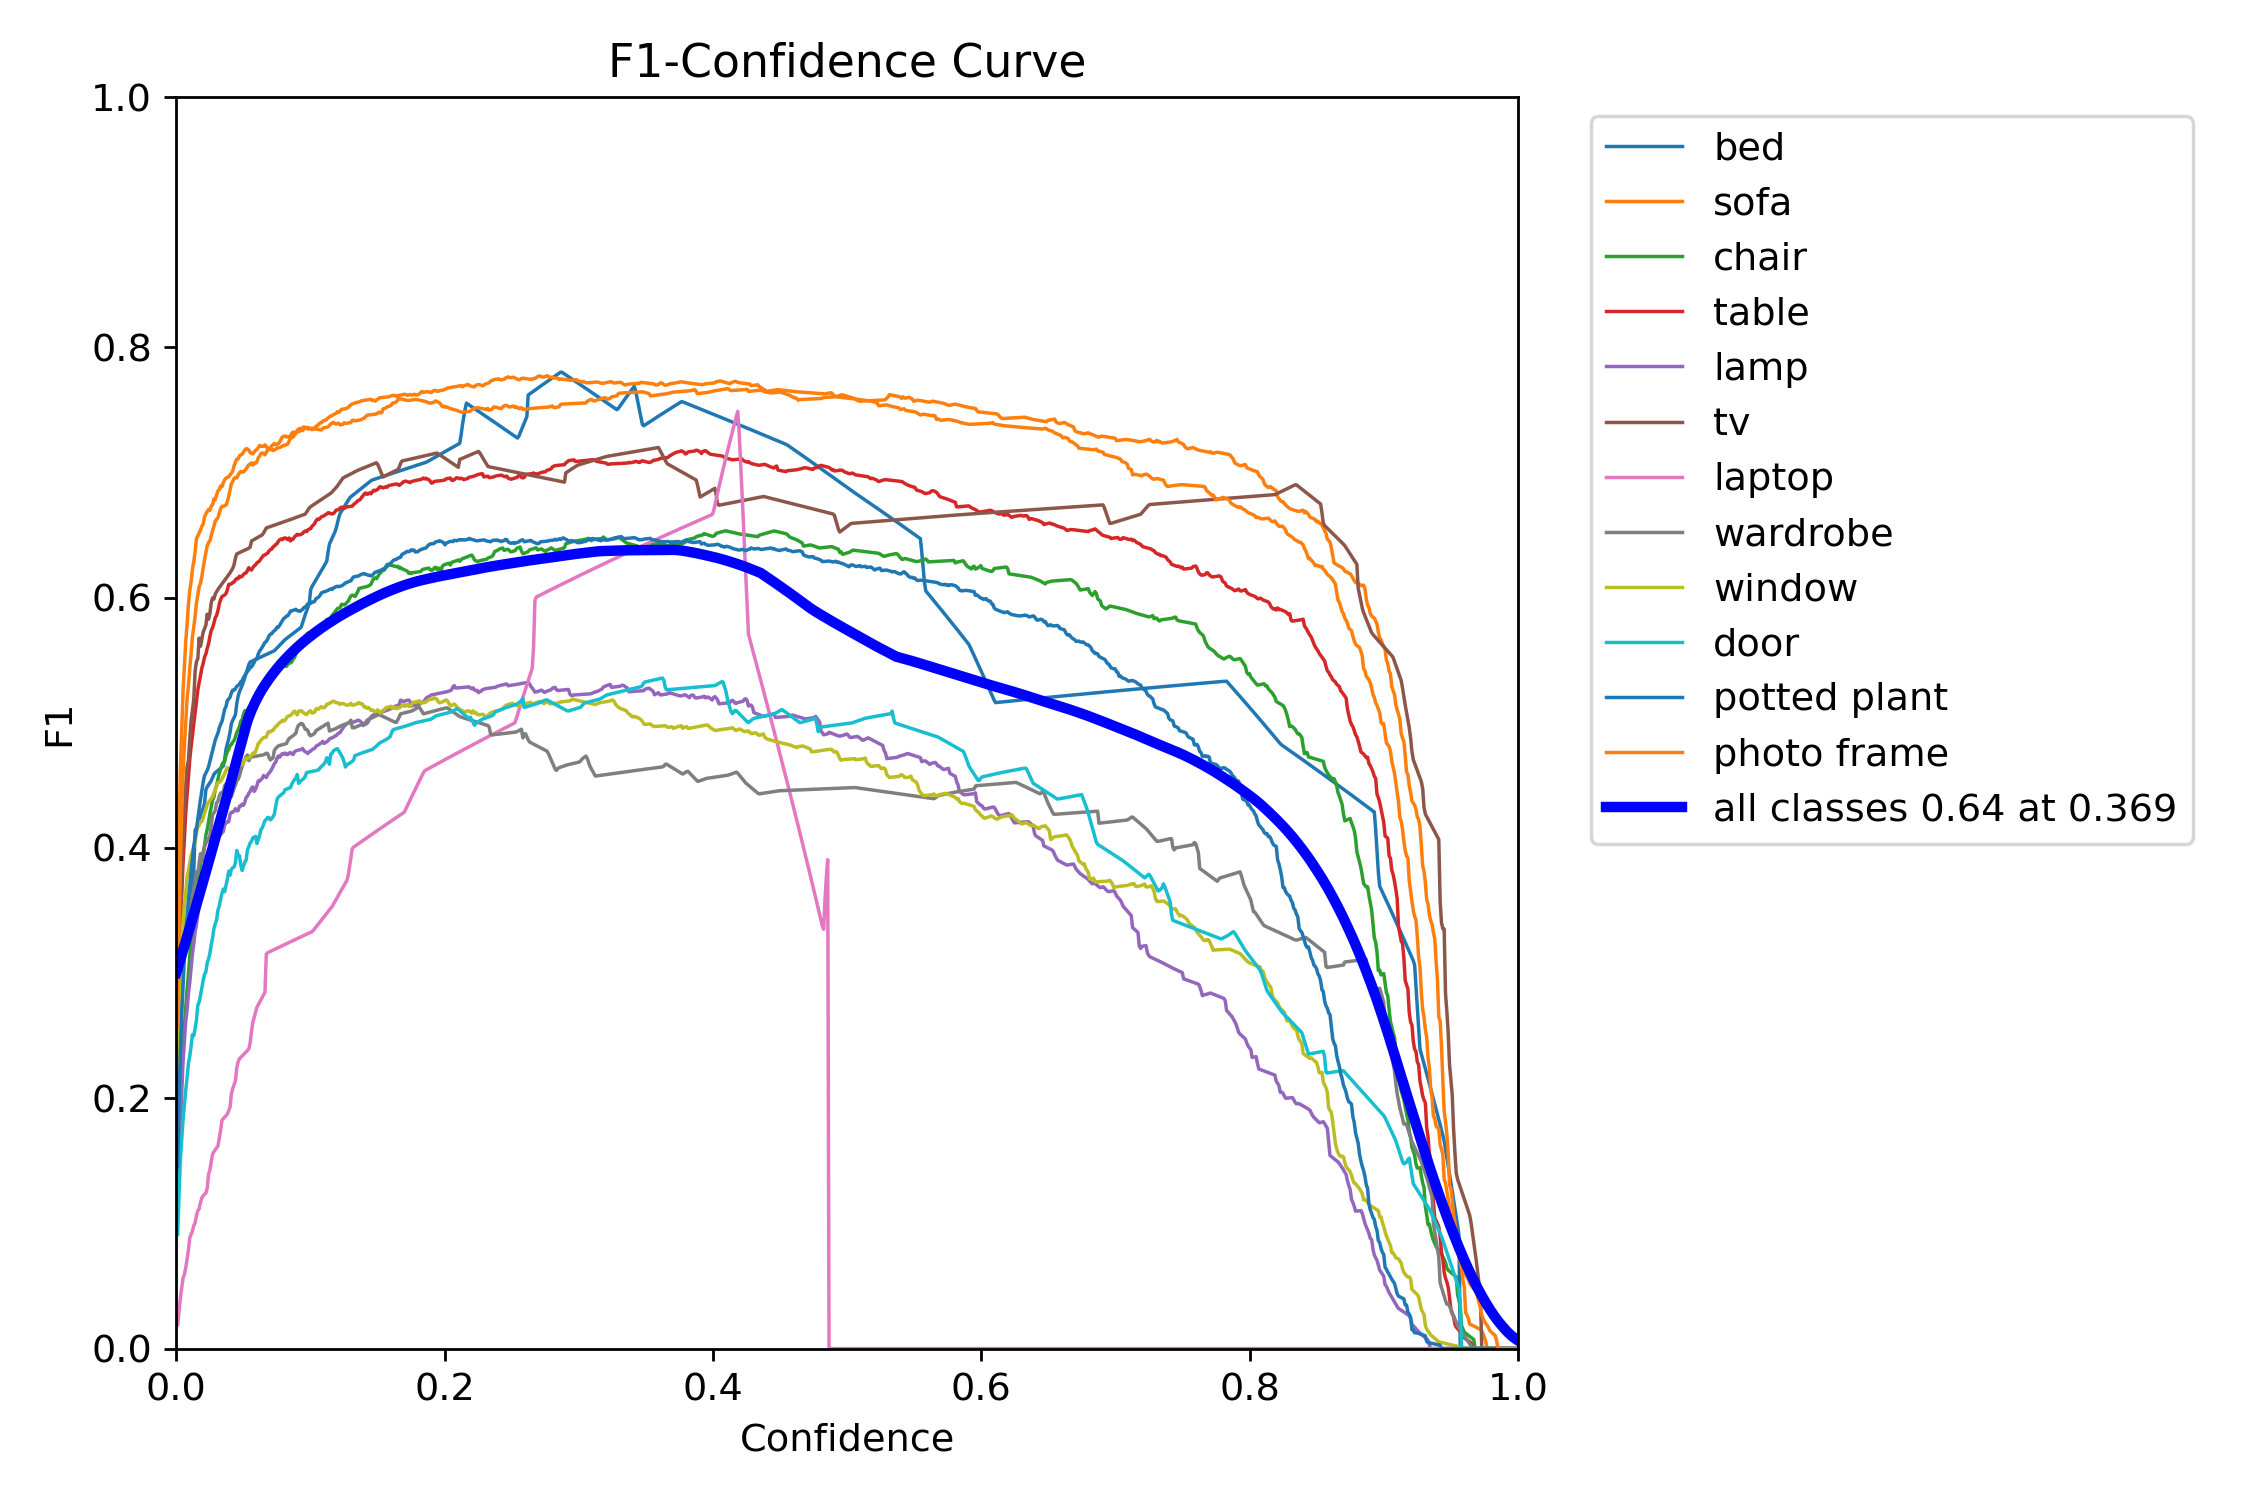 F1-Confidence Curve
1.0
0.8
0.6
0.4
0.2
0.0
F1
0.0 0.2 0.4 0.6 0.8 1.0
Confidence
bed
sofa
chair
table
lamp
tv
laptop
wardrobe
window
door
potted plant
photo frame
all classes 0.64 at 0.369